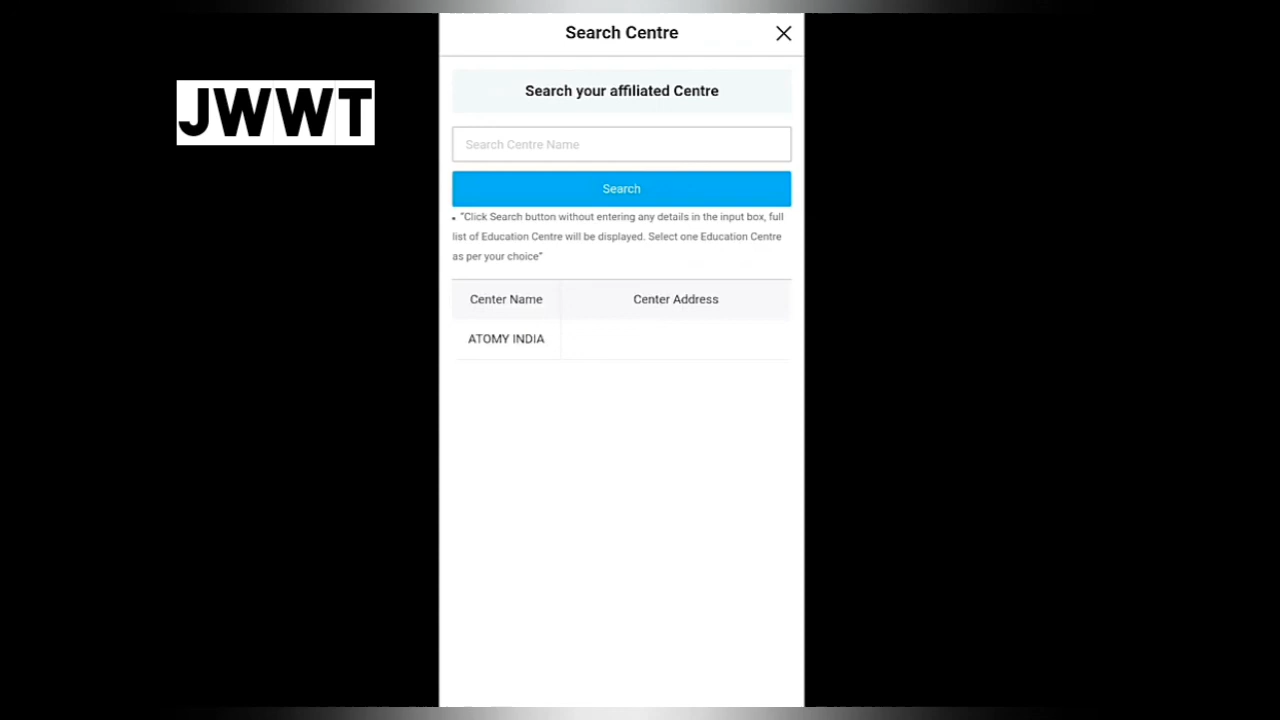 JWWT
Search Centre
Search your affiliated Centre
Search Centre Name
Search
• “Click Search button without entering any details in the input box, full
list of Education Centre will be displayed. Select one Education Centre
as per your choice”
Center Name Center Address
ATOMY INDIA